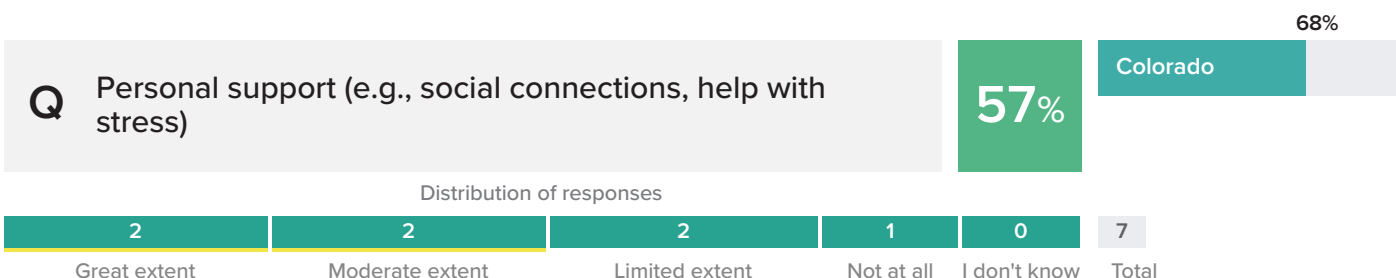 68%
Q
Personal support (e.g., social connections, help with
stress)
57%
Colorado
Distribution of responses
2
2
2
1
0
7
Great extent
Moderate extent
Limited extent
Not at all
I don't know
Total